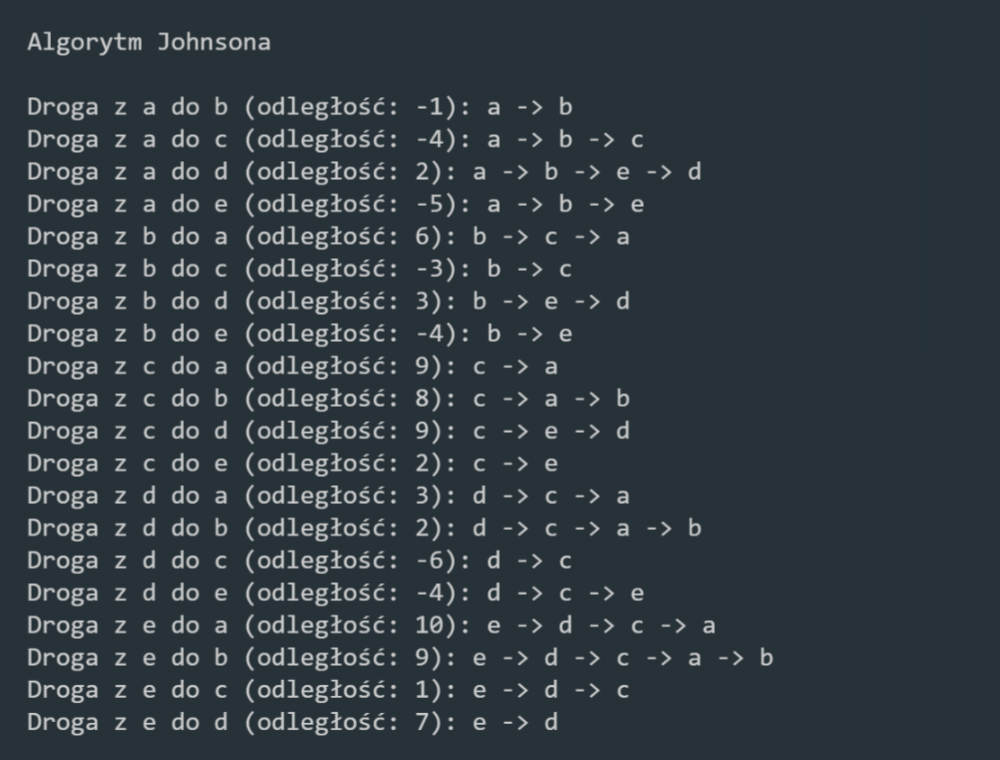 Algorytm Johnsona
Droga z a do b (odległość: -1): a -> b
Droga z a do c (odległość: -4): a -> b -> c
Droga z a do d (odległość: 2): a -> b -> e -> d
Droga z a do e (odległość: -5): a -> b -> e
Droga z b do a (odległość: 6): b -> c -> a
Droga z b do c (odległość: -3): b -> c
Droga z b do d (odległość: 3): b -> e -> d
Droga z b do e (odległość: -4): b -> e
Droga z c do a (odległość: 9): c -> a
Droga z c do b (odległość: 8): c -> a -> b
Droga z c do d (odległość: 9): c -> e -> d
Droga z c do e (odległość: 2): c -> e
Droga z d do a (odległość: 3): d -> c -> a
Droga z d do b (odległość: 2): d -> c -> a -> b
Droga z d do c (odległość: -6): d -> c
Droga z d do e (odległość: -4): d -> c -> e
Droga z e do a (odległość: 10): e -> d -> c -> a
Droga z e do b (odległość: 9): e -> d -> c -> a -> b
Droga z e do c (odległość: 1): e -> d -> c
Droga z e do d (odległość: 7): e -> d